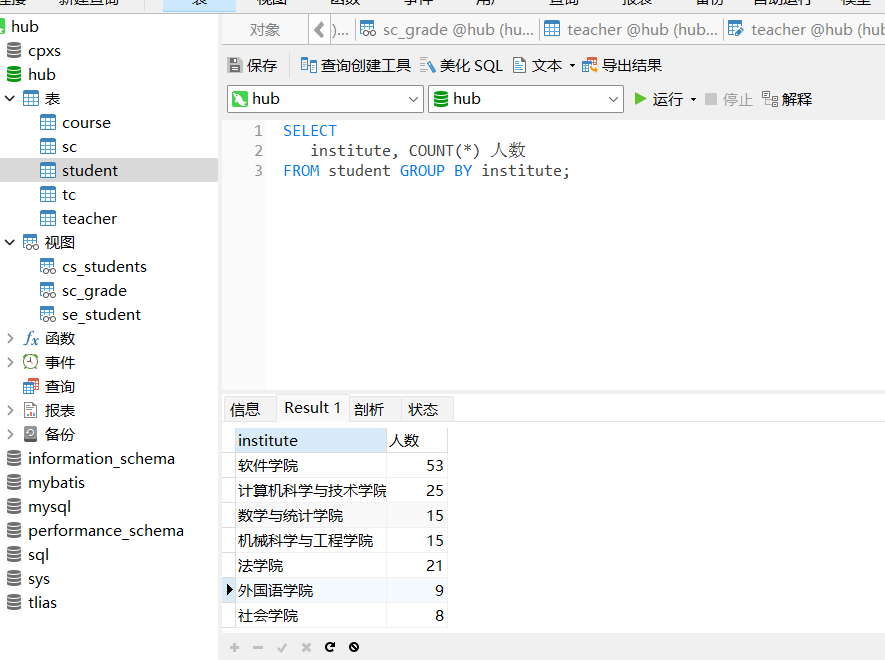 hub
cpxs
hub
表
course
sc
student
tc
teacher
视图
cs_students
sc_grade
se_student
函数
事件
查询
报表
备份
information_schema
mybatis
mysql
performance_schema
sql
sys
tlias
对象 )... sc_grade @hub (hu... teacher @hub (hub... teacher @hub (hub
保存 查询创建工具 美化 SQL 文本 导出结果
hub hub 运行 停止 解释
1 SELECT
2 institute, COUNT(*) 人数
3 FROM student GROUP BY institute;
信息 Result 1 剖析 状态
institute 人数
软件学院 53
计算机科学与技术学院 25
数学与统计学院 15
机械科学与工程学院 15
法学院 21
外国语学院 9
社会学院 8